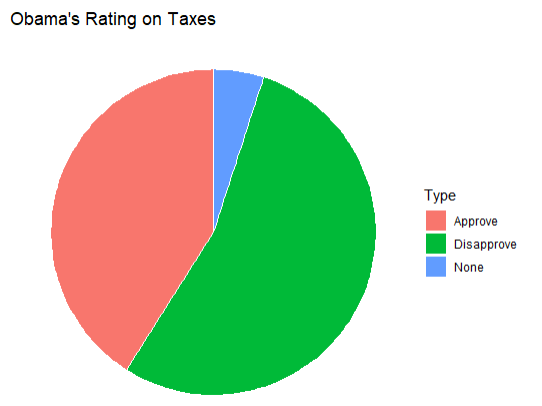 Obama's Rating on Taxes
Type
Approve
Disapprove
None